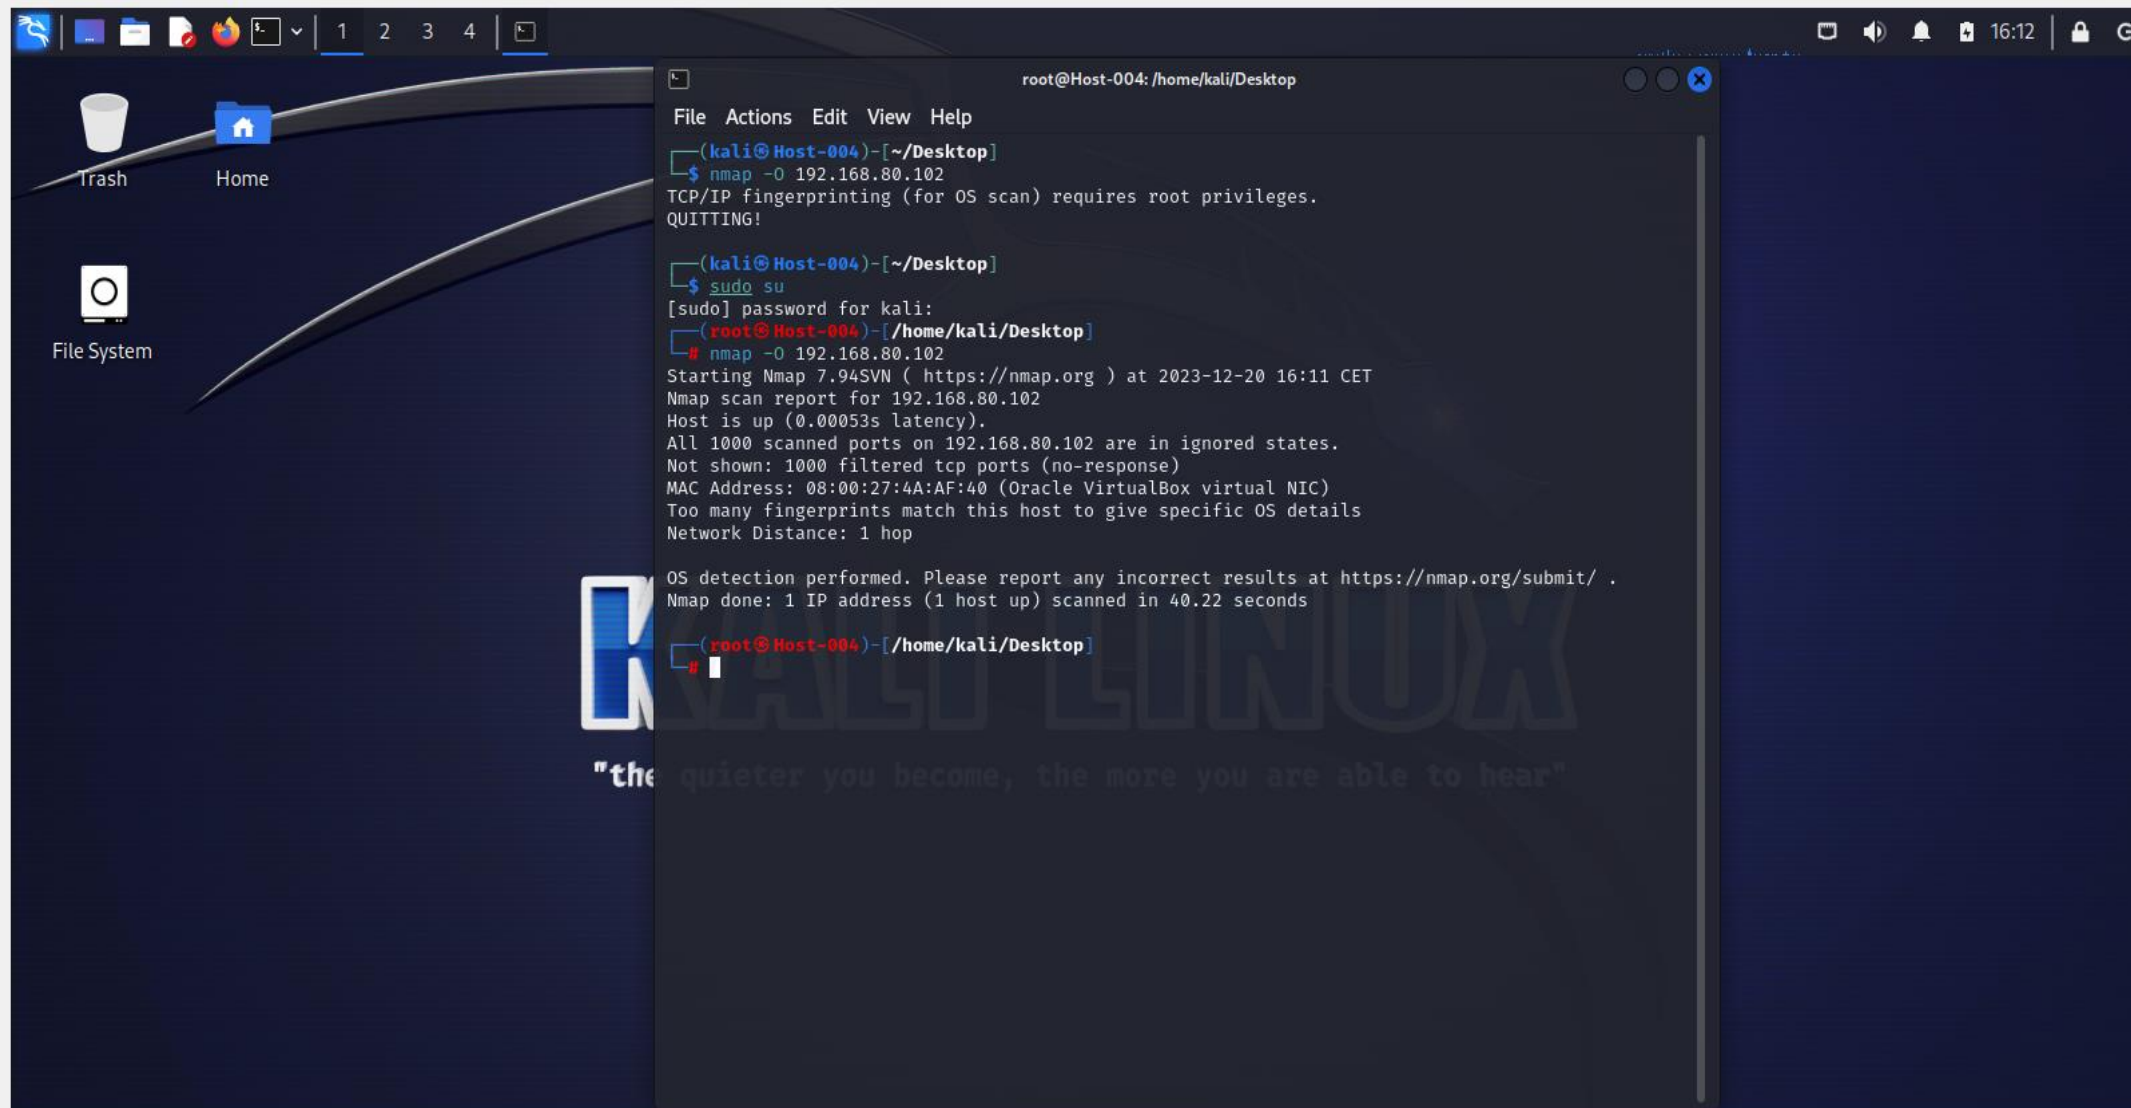 1 2 3 4
16:12
root@Host-004: /home/kali/Desktop
File Actions Edit View Help
Trash
Home
File System
(kali㉿Host-004)-[~/Desktop]
$ nmap -O 192.168.80.102
TCP/IP fingerprinting (for OS scan) requires root privileges.
QUITTING!
(kali㉿Host-004)-[~/Desktop]
$ sudo su
[sudo] password for kali:
(root㉿Host-004)-[/home/kali/Desktop]
# nmap -O 192.168.80.102
Starting Nmap 7.94SVN ( https://nmap.org ) at 2023-12-20 16:11 CET
Nmap scan report for 192.168.80.102
Host is up (0.00053s latency).
All 1000 scanned ports on 192.168.80.102 are in ignored states.
Not shown: 1000 filtered tcp ports (no-response)
MAC Address: 08:00:27:4A:AF:40 (Oracle VirtualBox virtual NIC)
Too many fingerprints match this host to give specific OS details
Network Distance: 1 hop
OS detection performed. Please report any incorrect results at https://nmap.org/submit/ .
Nmap done: 1 IP address (1 host up) scanned in 40.22 seconds
(root㉿Host-004)-[/home/kali/Desktop]
#
KALI LINUX
"the quieter you become, the more you are able to hear"